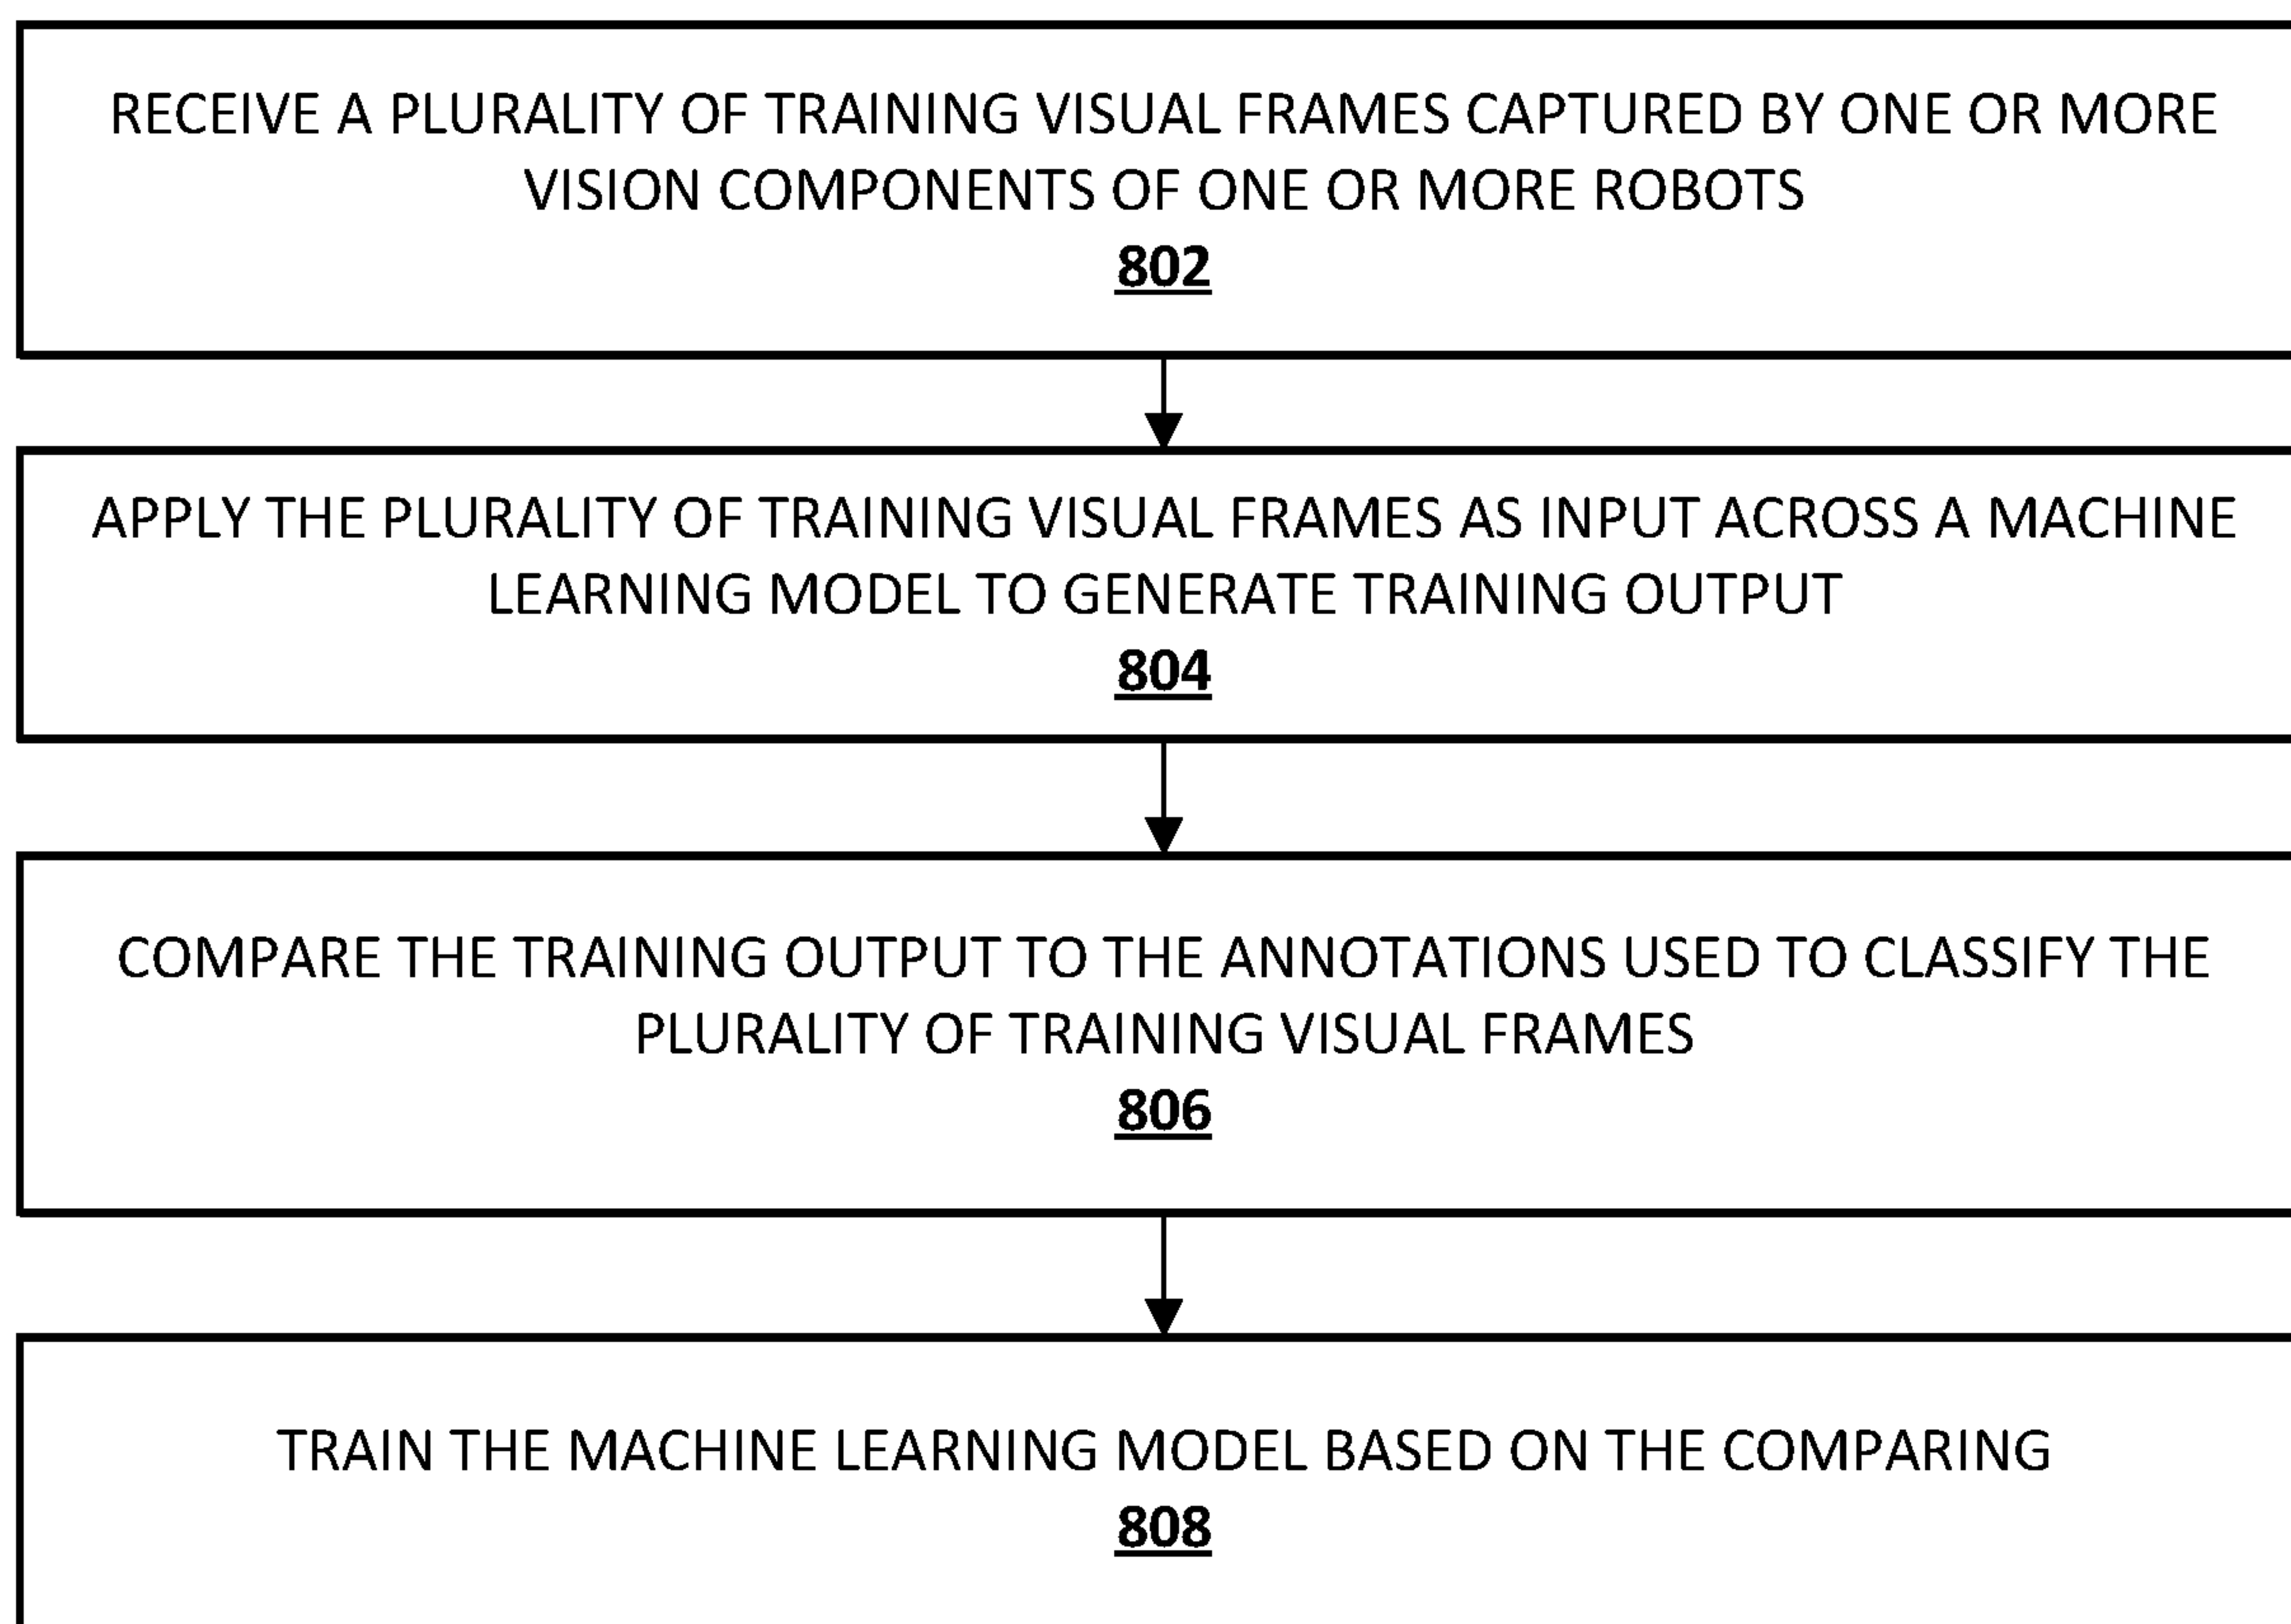 RECEIVE A PLURALITY OF TRAINING VISUAL FRAMES CAPTURED BY ONE OR MORE
VISION COMPONENTS OF ONE OR MORE ROBOTS
802
APPLY THE PLURALITY OF TRAINING VISUAL FRAMES AS INPUT ACROSS A MACHINE
LEARNING MODEL TO GENERATE TRAINING OUTPUT
804
COMPARE THE TRAINING OUTPUT TO THE ANNOTATIONS USED TO CLASSIFY THE
PLURALITY OF TRAINING VISUAL FRAMES
806
TRAIN THE MACHINE LEARNING MODEL BASED ON THE COMPARING
808